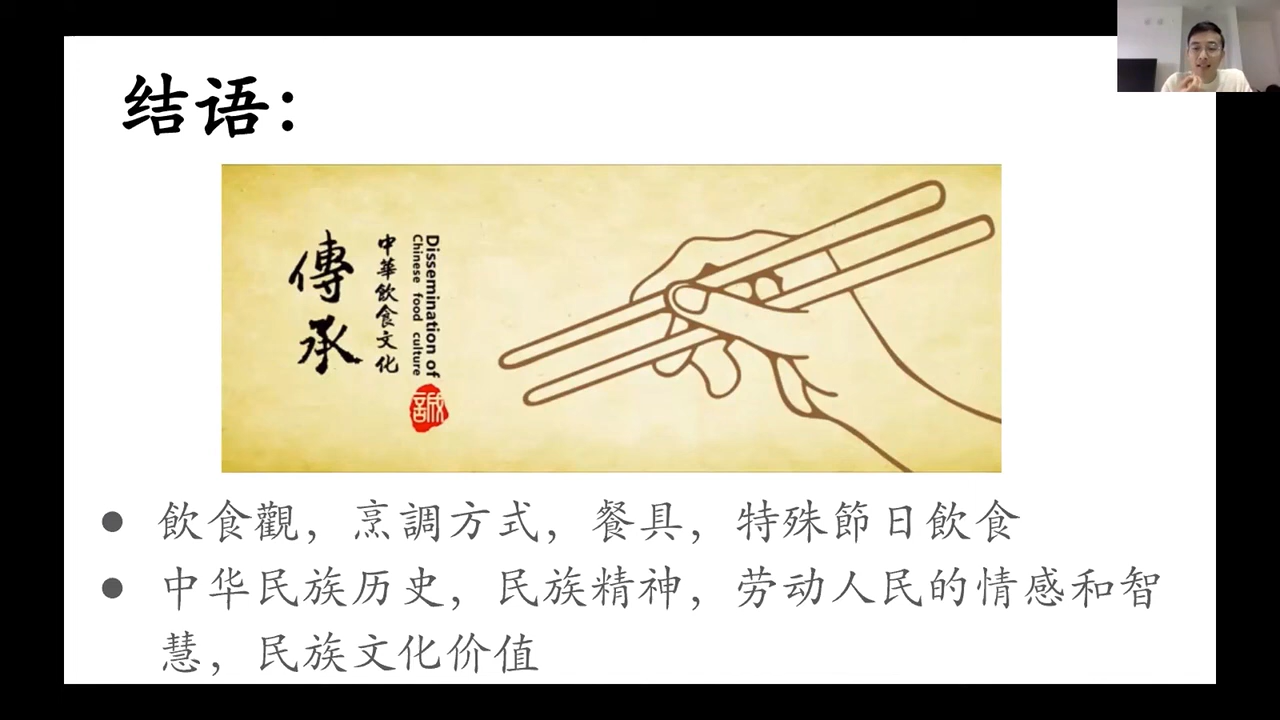 结语：
傳承
中華飲食文化
Dissemination of
Chinese food culture
誠
● 飲食觀，烹調方式，餐具，特殊節日飲食
● 中华民族历史，民族精神，劳动人民的情感和智
慧，民族文化价值